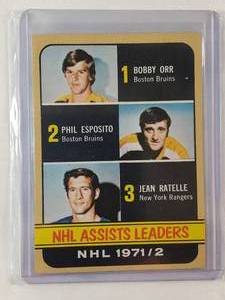 1 BOBBY ORR
Boston Bruins
2 PHIL ESPOSITO
Boston Bruins
3 JEAN RATELLE
New York Rangers
NHL ASSISTS LEADERS
NHL 1971/2